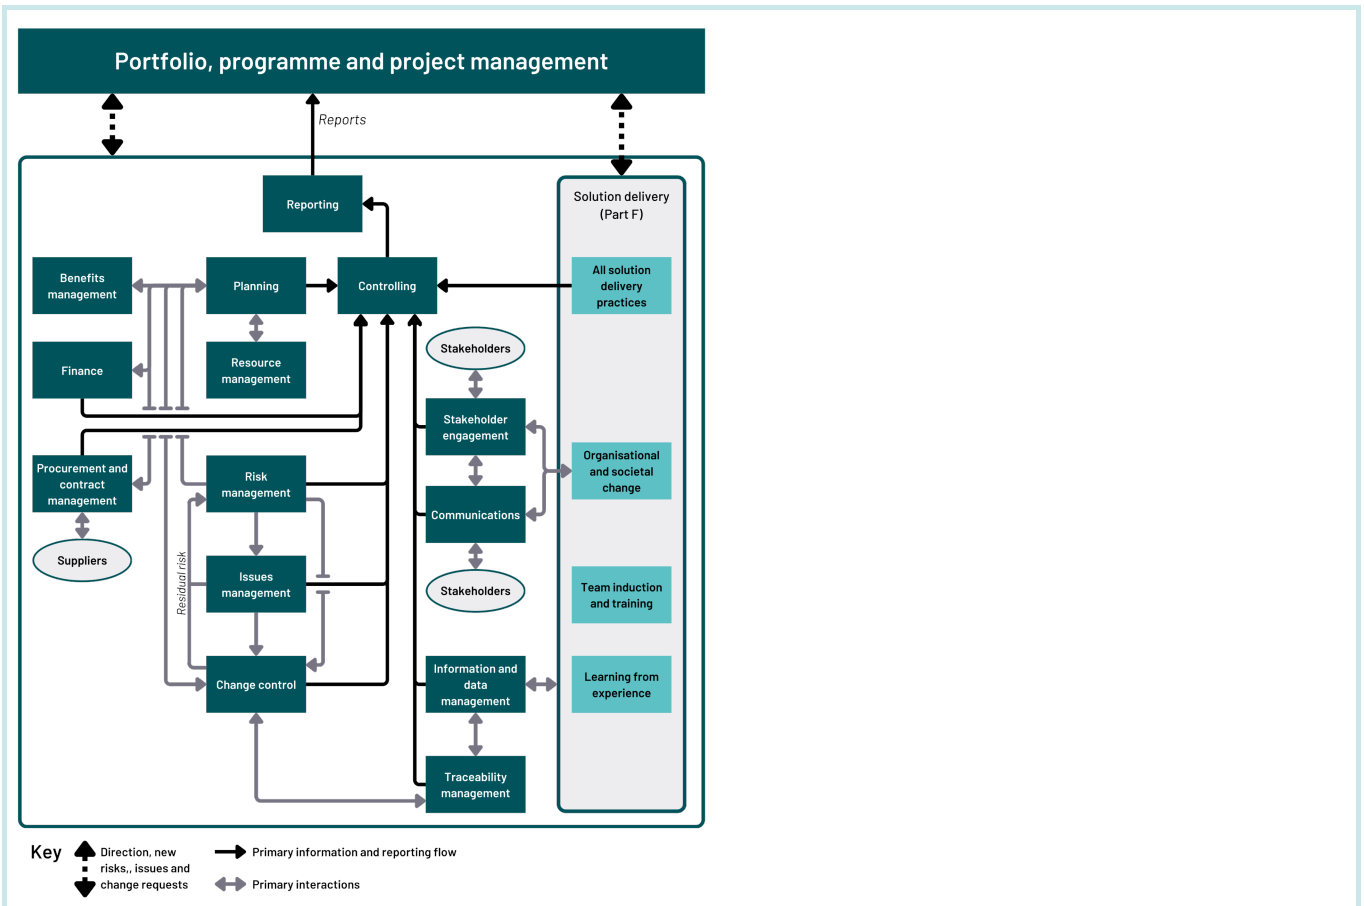 Portfolio, programme and project management
Reports
Reporting
Solution delivery
(Part F)
Benefits
management
Planning
Controlling
All solution
delivery
practices
Finance
Resource
management
Stakeholders
Stakeholder
engagement
Procurement and
contract
management
Risk
management
Organisational
and societal
change
Communications
Suppliers
Residual risk
Issues
management
Stakeholders
Team induction
and training
Change control
Information and
data
management
Learning from
experience
Traceability
management
Key
Direction, new
risks,, issues and
change requests
Primary information and reporting flow
Primary interactions